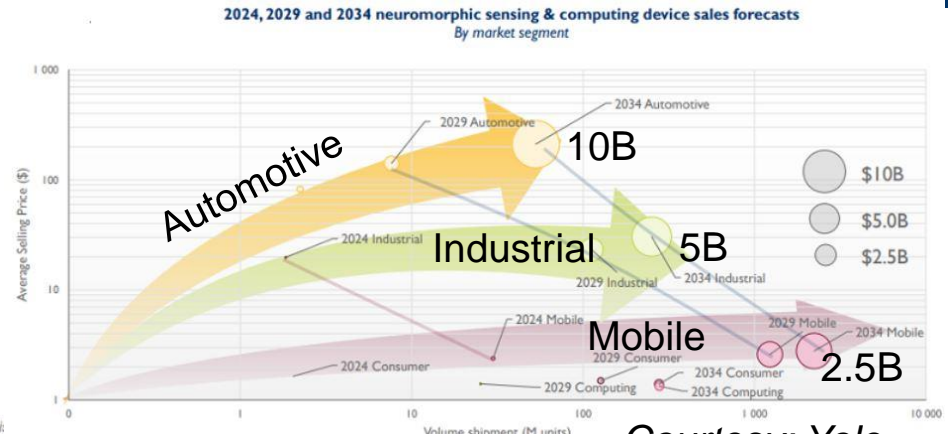 2024, 2029 and 2034 neuromorphic sensing & computing device sales forecasts
By market segment
1 000
2034 Automotive
2029 Automotive
10B
Automotive
$10B
100
Average Selling Price ($)
$5.0B
2024 Industrial
Industrial
5B
$2.5B
2029 Industrial
2034 Industrial
10
2024 Mobile
2029 Mobile
Mobile
2034 Mobile
2029 Consumer
2024 Consumer
2034 Consumer
2.5B
2029 Computing
2034 Computing
1
0
1
10
100
1 000
10 000
Volume shipment (M units)
Courtesy: Yole